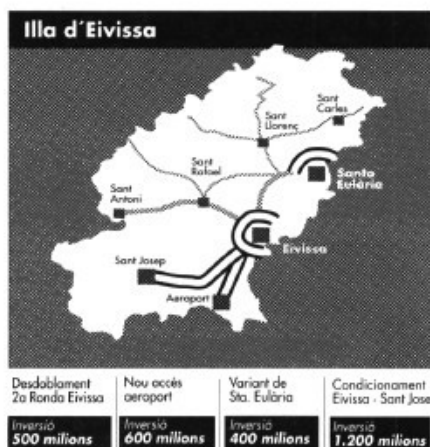 Illa d'Eivissa
Sant
Carles
Sant
Llorenç
Sant
Rafael
Santa
Eulària
Sant
Antoni
Eivissa
Sant Josep
Aeroport
Desdoblament
2a Ronda Eivissa
Inversió
500 milions
Nou accés
aeroport
Inversió
600 milions
Variant de
Sta. Eulària
Inversió
400 milions
Condicionament
Eivissa - Sant Jose
Inversió
1.200 milions